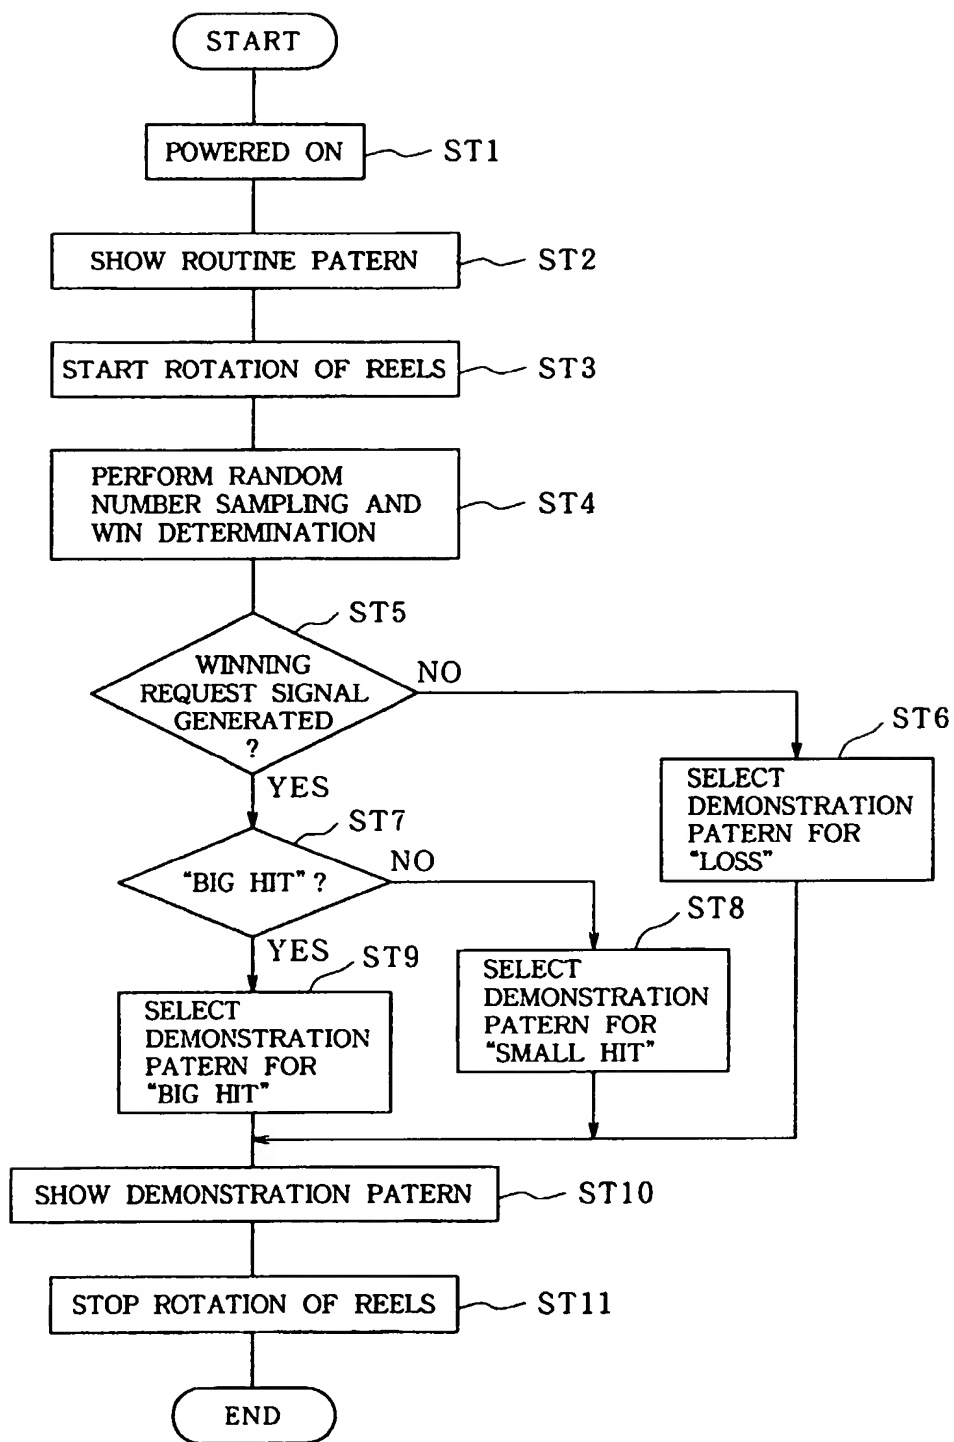 START
POWERED ON
ST1
SHOW ROUTINE PATERN
ST2
START ROTATION OF REELS
ST3
PERFORM RANDOM
NUMBER SAMPLING AND
WIN DETERMINATION
ST4
ST5
WINNING
REQUEST SIGNAL
GENERATED
?
NO
YES
ST6
SELECT
DEMONSTRATION
PATERN FOR
"LOSS"
ST7
"BIG HIT" ?
NO
YES
ST8
SELECT
DEMONSTRATION
PATERN FOR
"SMALL HIT"
ST9
SELECT
DEMONSTRATION
PATERN FOR
"BIG HIT"
SHOW DEMONSTRATION PATERN
ST10
STOP ROTATION OF REELS
ST11
END